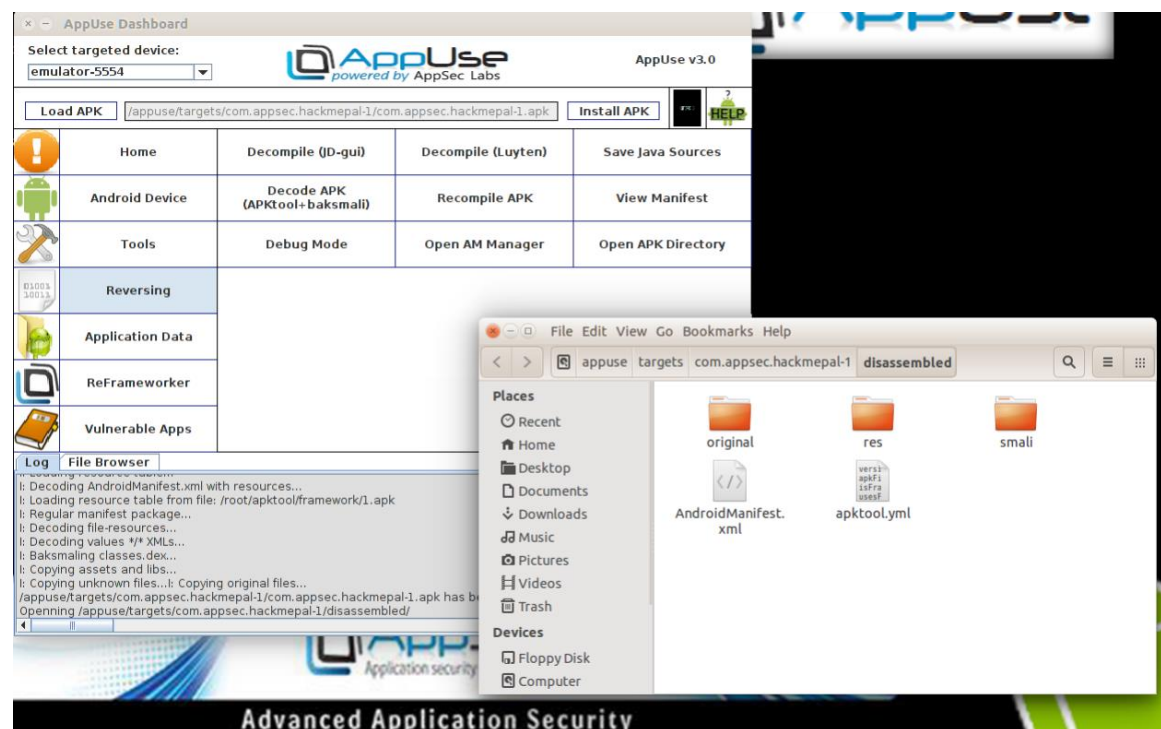 AppUse Dashboard
Select targeted device:
emulator-5554
AppUse
powered by AppSec Labs
AppUse v3.0
Load APK
/appuse/targets/com.appsec.hackmepal-1/com.appsec.hackmepal-1.apk
Install APK
?
HELP
Home
Decompile (JD-gui)
Decompile (Luyten)
Save Java Sources
Android Device
Decode APK
(APKtool+baksmali)
Recompile APK
View Manifest
Tools
Debug Mode
Open AM Manager
Open APK Directory
01001
10011
Reversing
Application Data
ReFrameworker
Vulnerable Apps
Log
File Browser
I: Decoding AndroidManifest.xml with resources...
I: Loading resource table from file: /root/apktool/framework/1.apk
I: Regular manifest package...
I: Decoding file-resources...
I: Decoding values */* XMLs...
I: Baksmaling classes.dex...
I: Copying assets and libs...
I: Copying unknown files...I: Copying original files...
/appuse/targets/com.appsec.hackmepal-1/com.appsec.hackmepal-1.apk has be
Openning /appuse/targets/com.appsec.hackmepal-1/disassembled/
File Edit View Go Bookmarks Help
appuse targets com.appsec.hackmepal-1 disassembled
Places
Recent
Home
Desktop
Documents
Downloads
Music
Pictures
Videos
Trash
Devices
Floppy Disk
Computer
original
res
smali
AndroidManifest.
xml
versi
apkFi
isFra
usesF
apktool.yml
Application security
Advanced Application Security